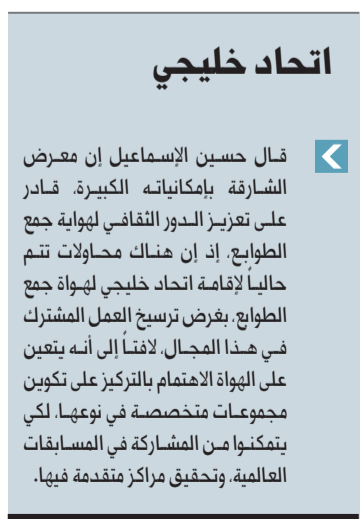 اتحاد خليجي
قال حسين الإسماعيل إن معرض
الشارقة بإمكانياته الكبيرة، قادر
على تعزيز الدور الثقافي لهواية جمع
الطوابع، إذ إن هناك محاولات تتم
حالياً لإقامة اتحاد خليجي لهواة جمع
الطوابع، بغرض ترسيخ العمل المشترك
في هذا المجال، لافتاً إلى أنه يتعين
على الهواة الاهتمام بالتركيز على تكوين
مجموعات متخصصة في نوعها، لكي
يتمكنوا من المشاركة في المسابقات
العالمية، وتحقيق مراكز متقدمة فيها.